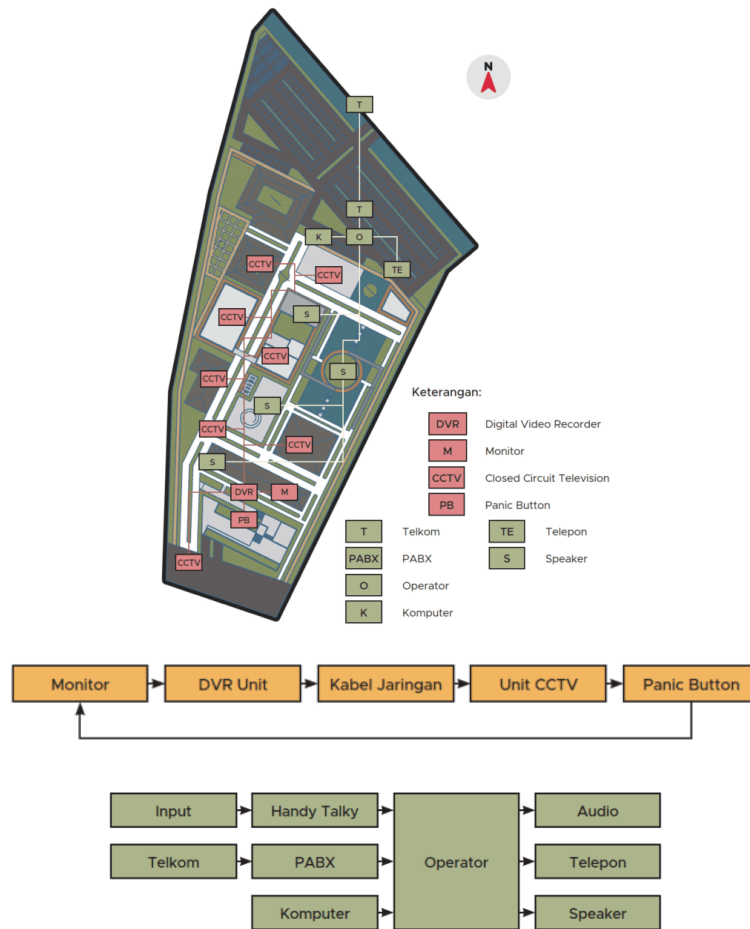 N
T
T
K
O
TE
CCTV
CCTV
CCTV
S
CCTV
CCTV
S
S
CCTV
CCTV
S
DVR
M
PB
CCTV
Keterangan:
DVR Digital Video Recorder
M Monitor
CCTV Closed Circuit Television
PB Panic Button
T Telkom
TE Telepon
PABX PABX
S Speaker
O Operator
K Komputer
Monitor DVR Unit Kabel Jaringan Unit CCTV Panic Button
Input Handy Talky Audio
Telkom PABX Operator Telepon
Komputer Speaker